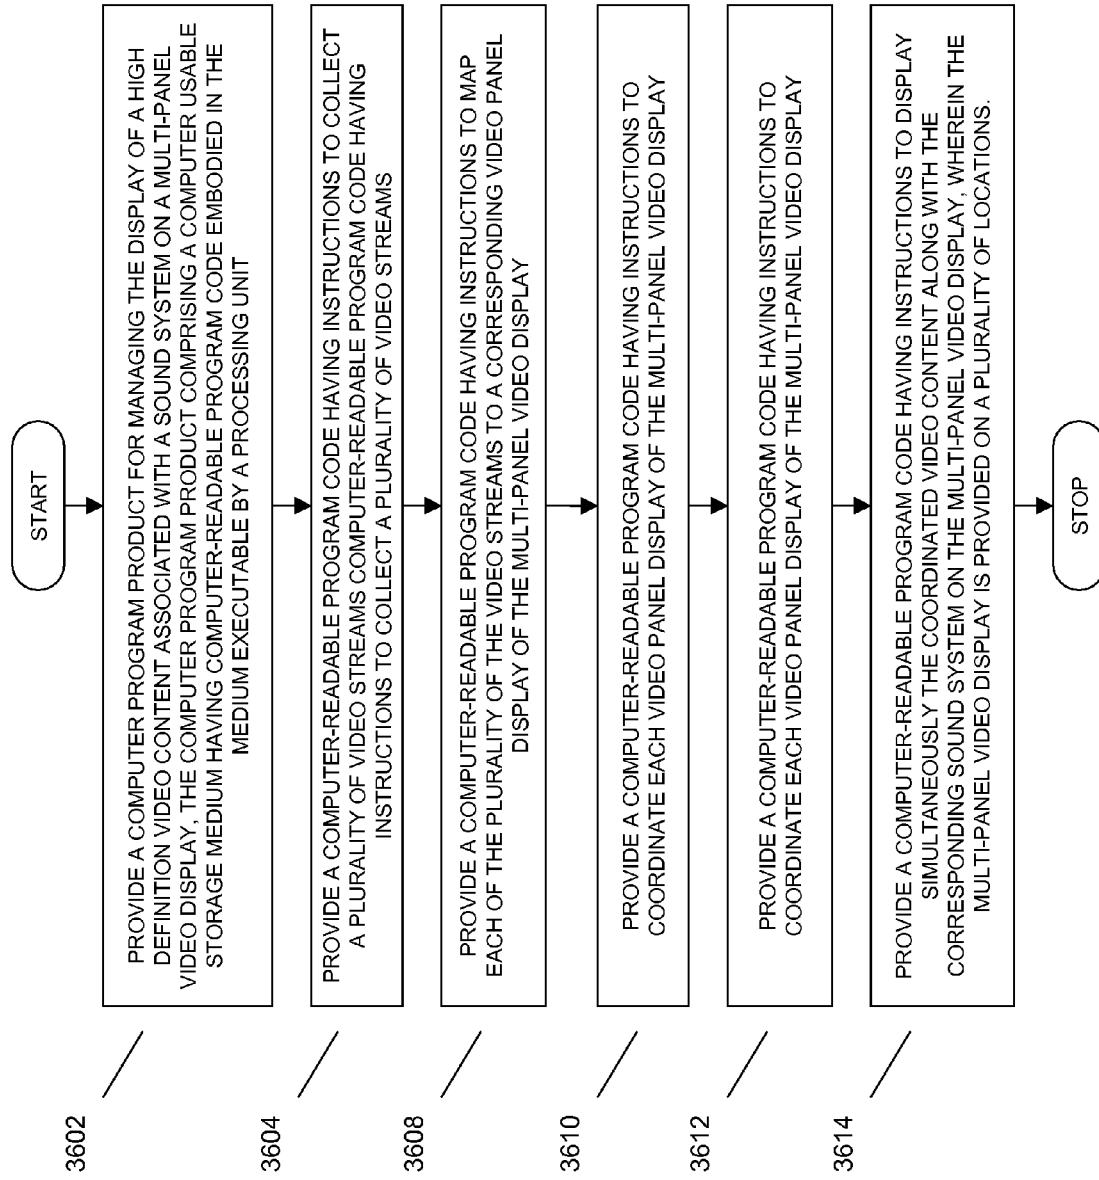 START
3602
PROVIDE A COMPUTER PROGRAM PRODUCT FOR MANAGING THE DISPLAY OF A HIGH
DEFINITION VIDEO CONTENT ASSOCIATED WITH A SOUND SYSTEM ON A MULTI-PANEL
VIDEO DISPLAY, THE COMPUTER PROGRAM PRODUCT COMPRISING A COMPUTER USABLE
STORAGE MEDIUM HAVING COMPUTER-READABLE PROGRAM CODE EMBODIED IN THE
MEDIUM EXECUTABLE BY A PROCESSING UNIT
3604
PROVIDE A COMPUTER-READABLE PROGRAM CODE HAVING INSTRUCTIONS TO COLLECT
A PLURALITY OF VIDEO STREAMS COMPUTER-READABLE PROGRAM CODE HAVING
INSTRUCTIONS TO COLLECT A PLURALITY OF VIDEO STREAMS
3608
PROVIDE A COMPUTER-READABLE PROGRAM CODE HAVING INSTRUCTIONS TO MAP
EACH OF THE PLURALITY OF THE VIDEO STREAMS TO A CORRESPONDING VIDEO PANEL
DISPLAY OF THE MULTI-PANEL VIDEO DISPLAY
3610
PROVIDE A COMPUTER-READABLE PROGRAM CODE HAVING INSTRUCTIONS TO
COORDINATE EACH VIDEO PANEL DISPLAY OF THE MULTI-PANEL VIDEO DISPLAY
3612
PROVIDE A COMPUTER-READABLE PROGRAM CODE HAVING INSTRUCTIONS TO
COORDINATE EACH VIDEO PANEL DISPLAY OF THE MULTI-PANEL VIDEO DISPLAY
3614
PROVIDE A COMPUTER-READABLE PROGRAM CODE HAVING INSTRUCTIONS TO DISPLAY
SIMULTANEOUSLY THE COORDINATED VIDEO CONTENT ALONG WITH THE
CORRESPONDING SOUND SYSTEM ON THE MULTI-PANEL VIDEO DISPLAY, WHEREIN THE
MULTI-PANEL VIDEO DISPLAY IS PROVIDED ON A PLURALITY OF LOCATIONS.
STOP